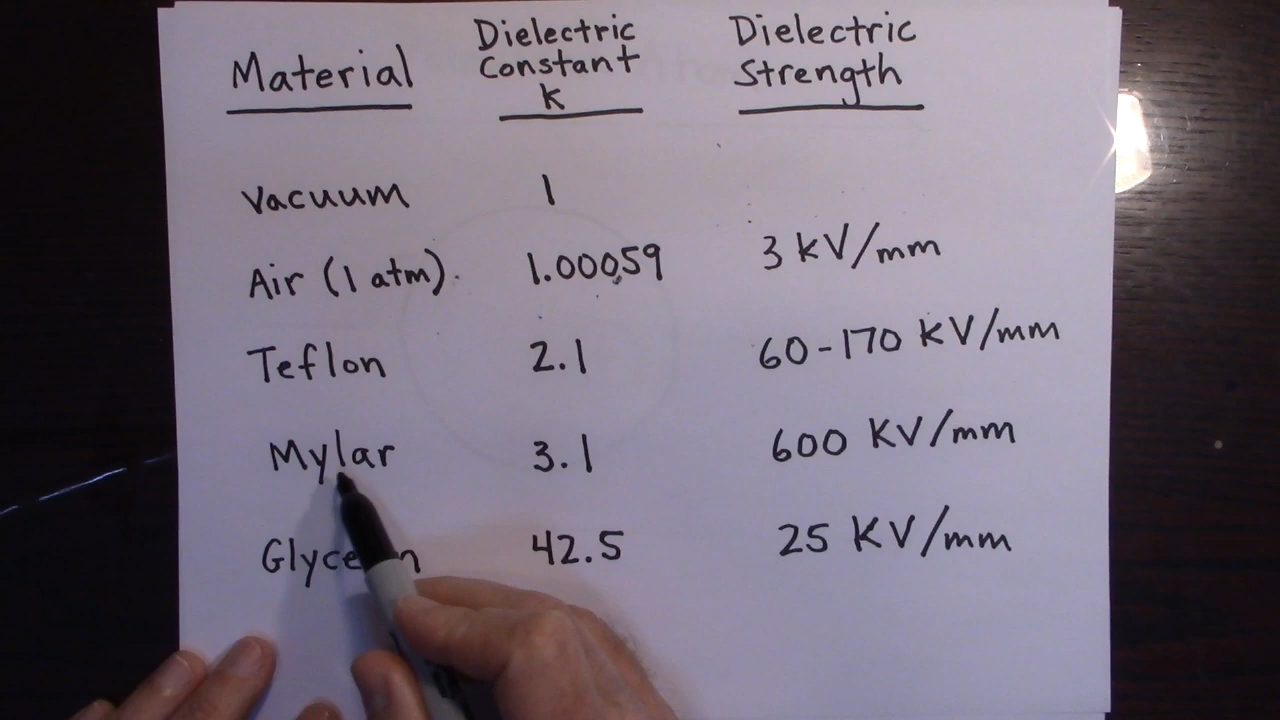 Material Dielectric Constant k Dielectric Strength
Vacuum 1
Air (1 atm). 1.00059 3 kV/mm
Teflon 2.1 60-170 KV/mm
Mylar 3.1 600 KV/mm
42.5 25 KV/mm